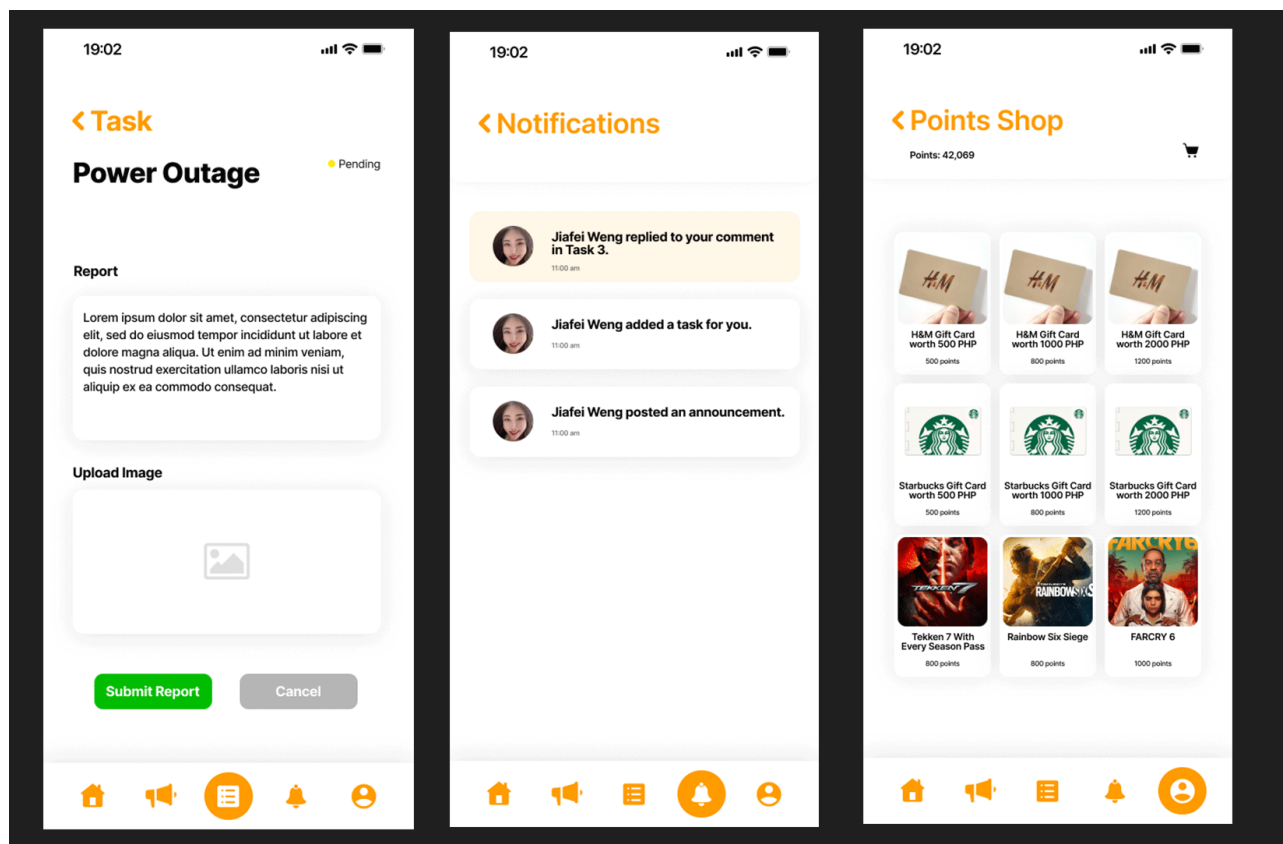 19:02
Task
Power Outage
Pending
Report
Lorem ipsum dolor sit amet, consectetur adipiscing
elit, sed do eiusmod tempor incididunt ut labore et
dolore magna aliqua. Ut enim ad minim veniam,
quis nostrud exercitation ullamco laboris nisi ut
aliquip ex ea commodo consequat.
Upload Image
Submit Report
Cancel
19:02
Notifications
Jiafei Weng replied to your comment
in Task 3.
11:00 am
Jiafei Weng added a task for you.
11:00 am
Jiafei Weng posted an announcement.
11:00 am
19:02
Points Shop
Points: 42,069
H&M
H&M Gift Card
worth 500 PHP
500 points
H&M
H&M Gift Card
worth 1000 PHP
800 points
H&M
H&M Gift Card
worth 2000 PHP
1200 points
Starbucks Gift Card
worth 500 PHP
500 points
Starbucks Gift Card
worth 1000 PHP
800 points
Starbucks Gift Card
worth 2000 PHP
1200 points
TEKKEN 7
Tekken 7 With
Every Season Pass
800 points
RAINBOW SIX S
Rainbow Six Siege
800 points
FARCRY6
FARCRY 6
1000 points